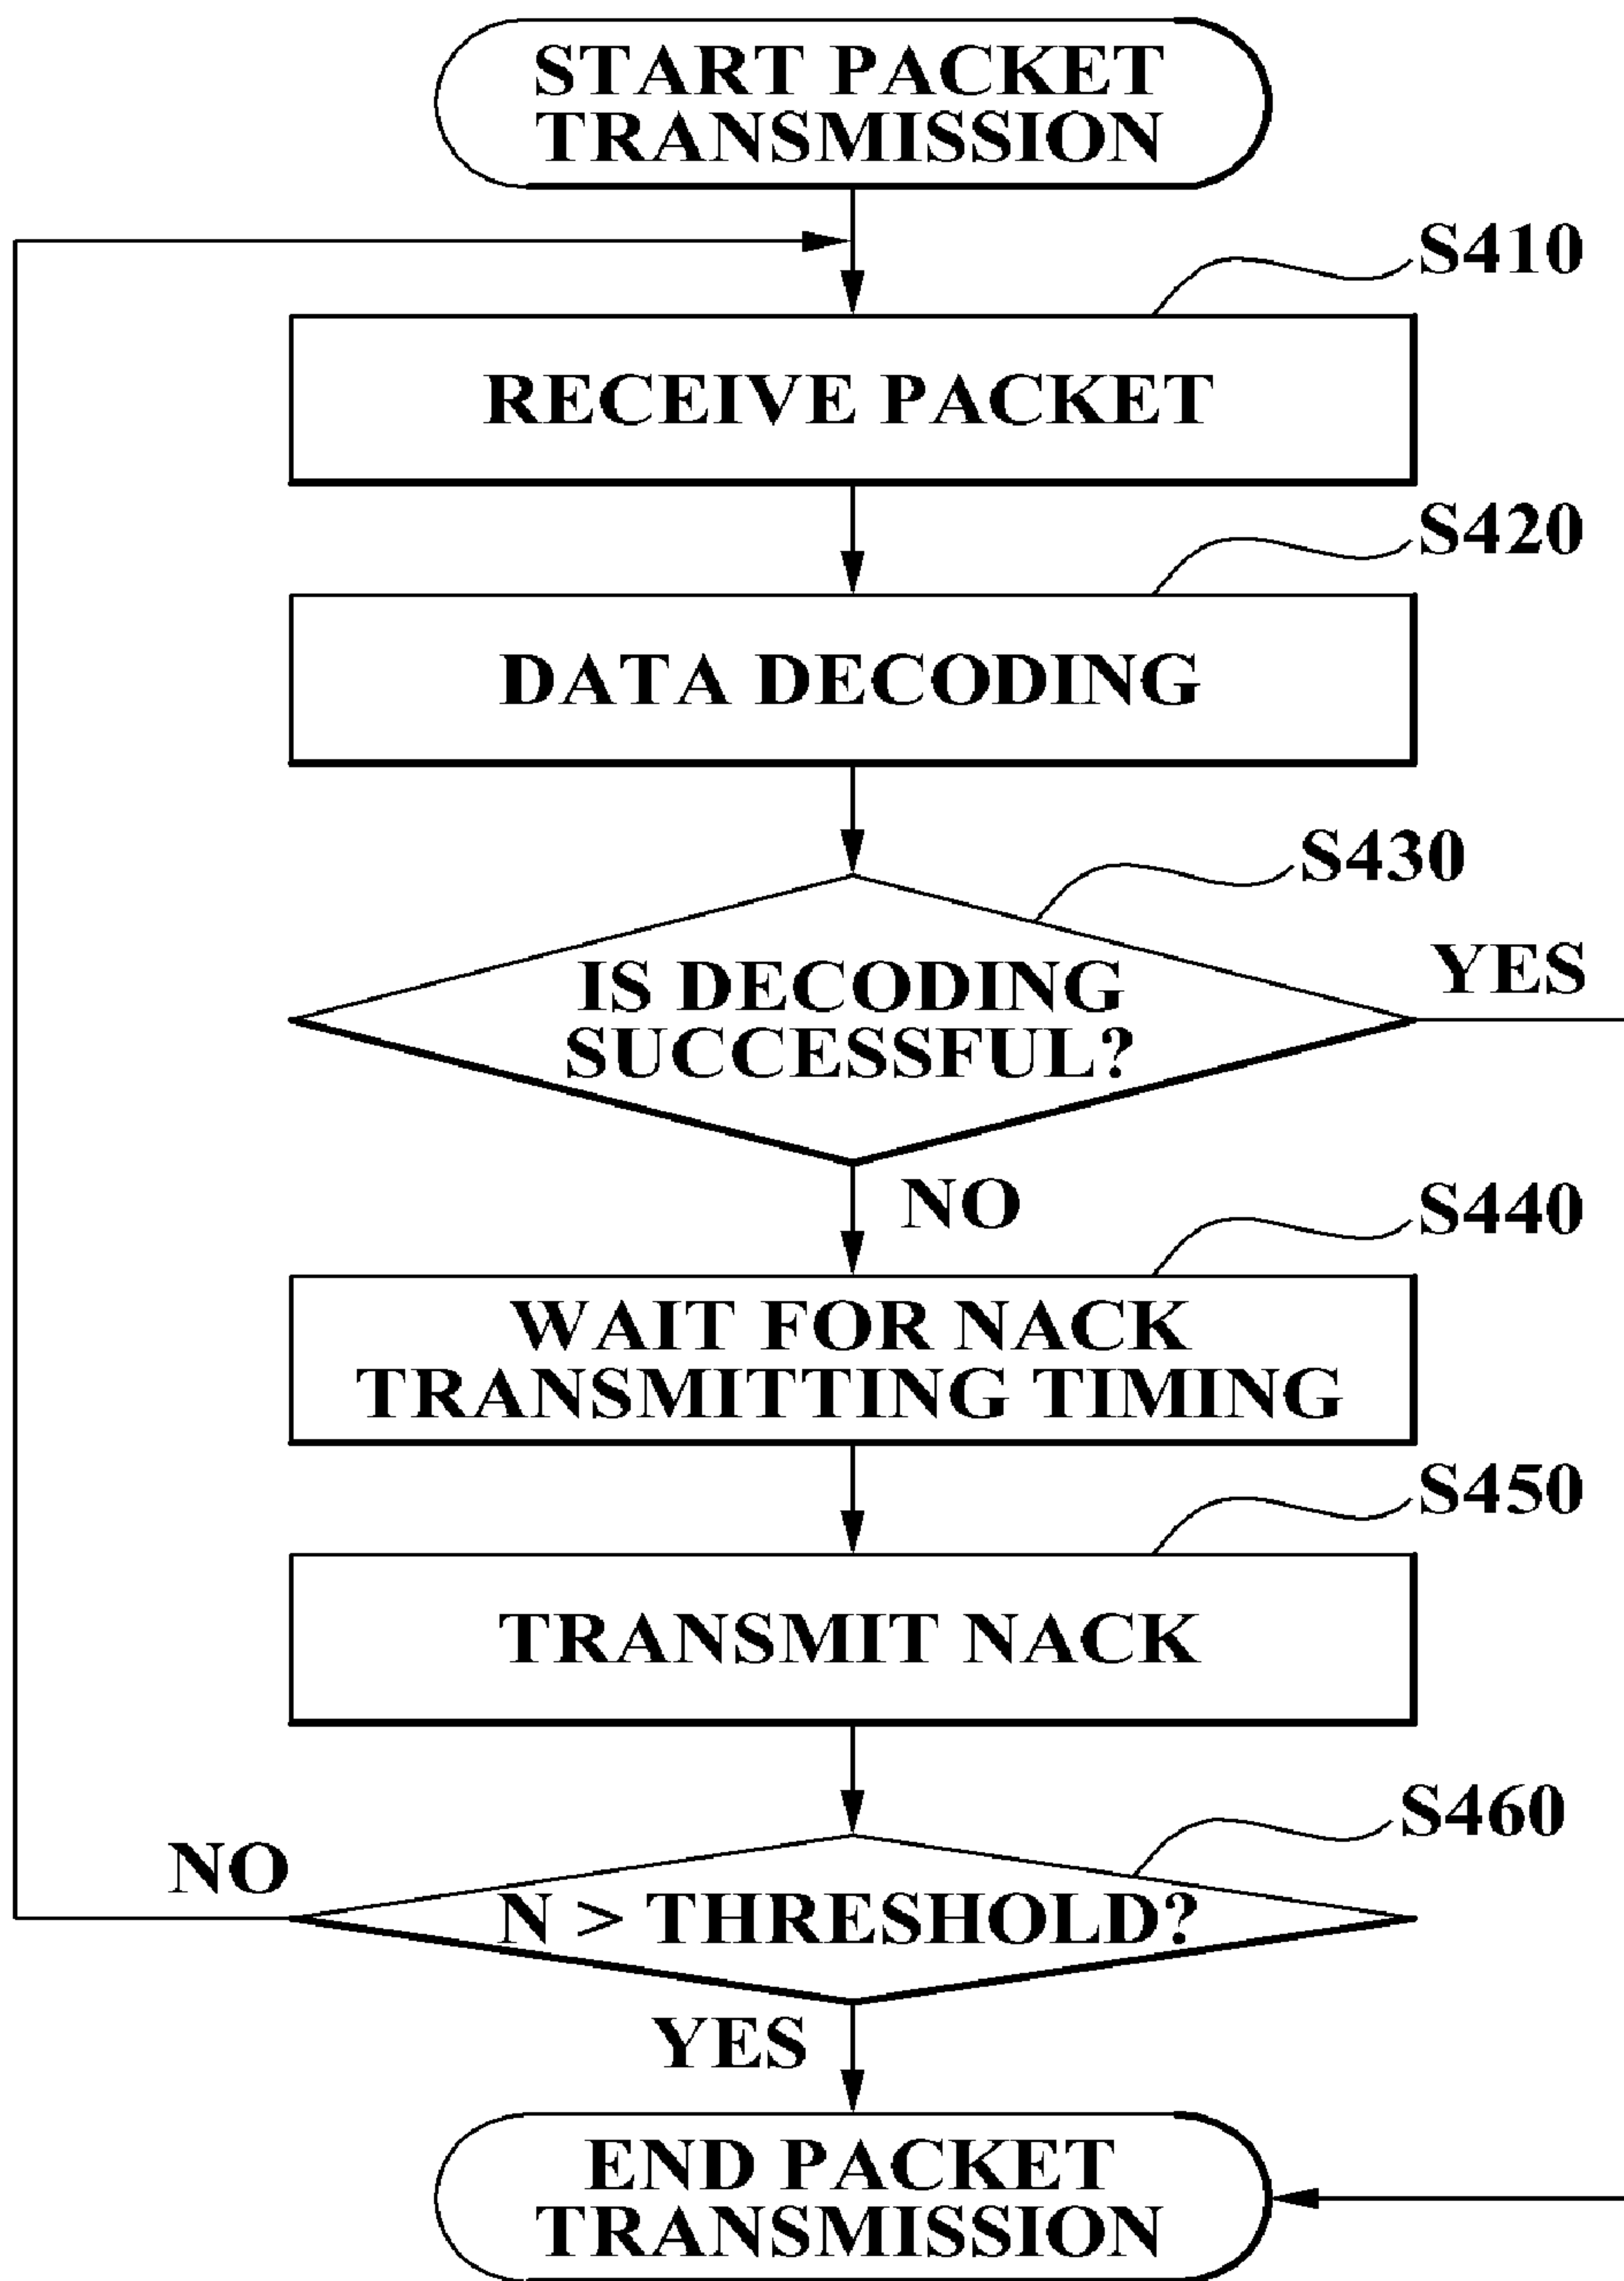 START PACKET
TRANSMISSION
S410
RECEIVE PACKET
S420
DATA DECODING
S430
IS DECODING
SUCCESSFUL?
YES
NO
S440
WAIT FOR NACK
TRANSMITTING TIMING
S450
TRANSMIT NACK
S460
NO
N > THRESHOLD?
YES
END PACKET
TRANSMISSION